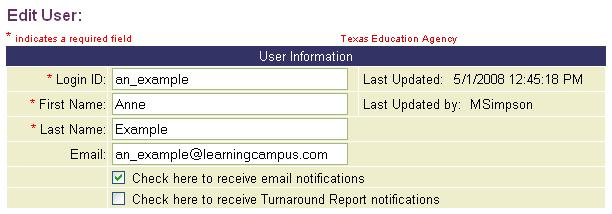 Edit User:
* indicates a required field Texas Education Agency
User Information
* Login ID: an_example Last Updated: 5/1/2008 12:45:18 PM
* First Name: Anne Last Updated by: MSimpson
* Last Name: Example
Email: an_example@learningcampus.com
Check here to receive email notifications
Check here to receive Turnaround Report notifications